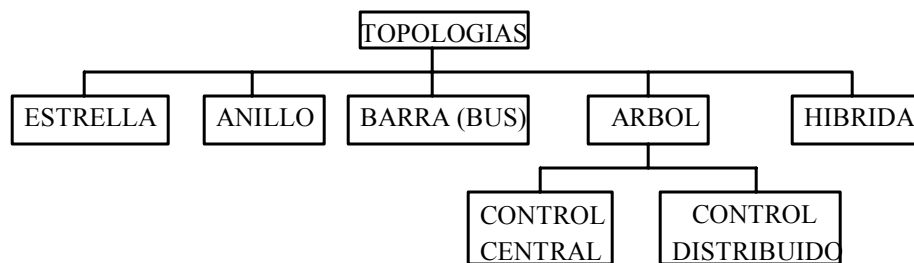 TOPOLOGIAS
ESTRELLA
ANILLO
BARRA (BUS)
ARBOL
HIBRIDA
CONTROL
CENTRAL
CONTROL
DISTRIBUIDO